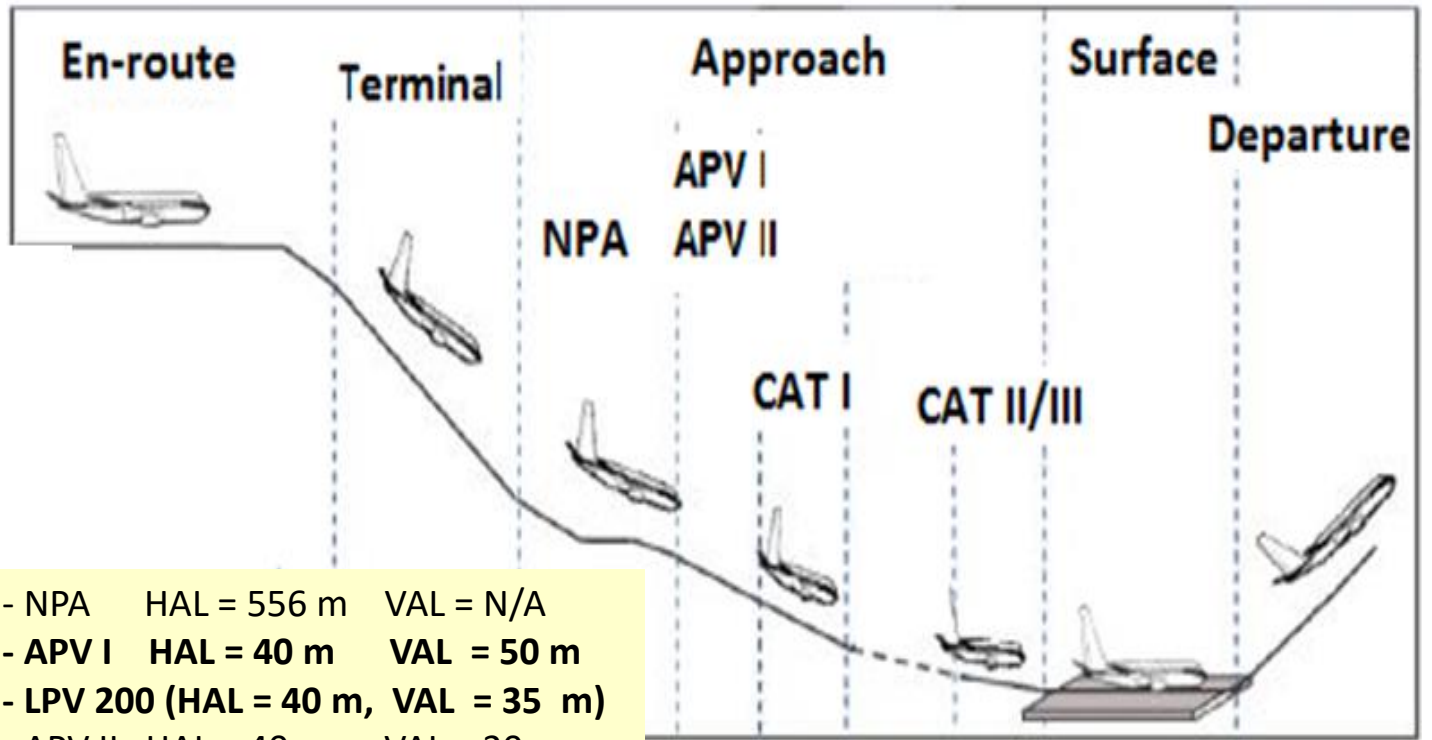 En-route
Terminal
Approach
Surface
Departure
APV I
NPA APV II
CAT I
CAT II/III
- NPA HAL = 556 m VAL = N/A
- APV I HAL = 40 m VAL = 50 m
- LPV 200 (HAL = 40 m, VAL = 35 m)